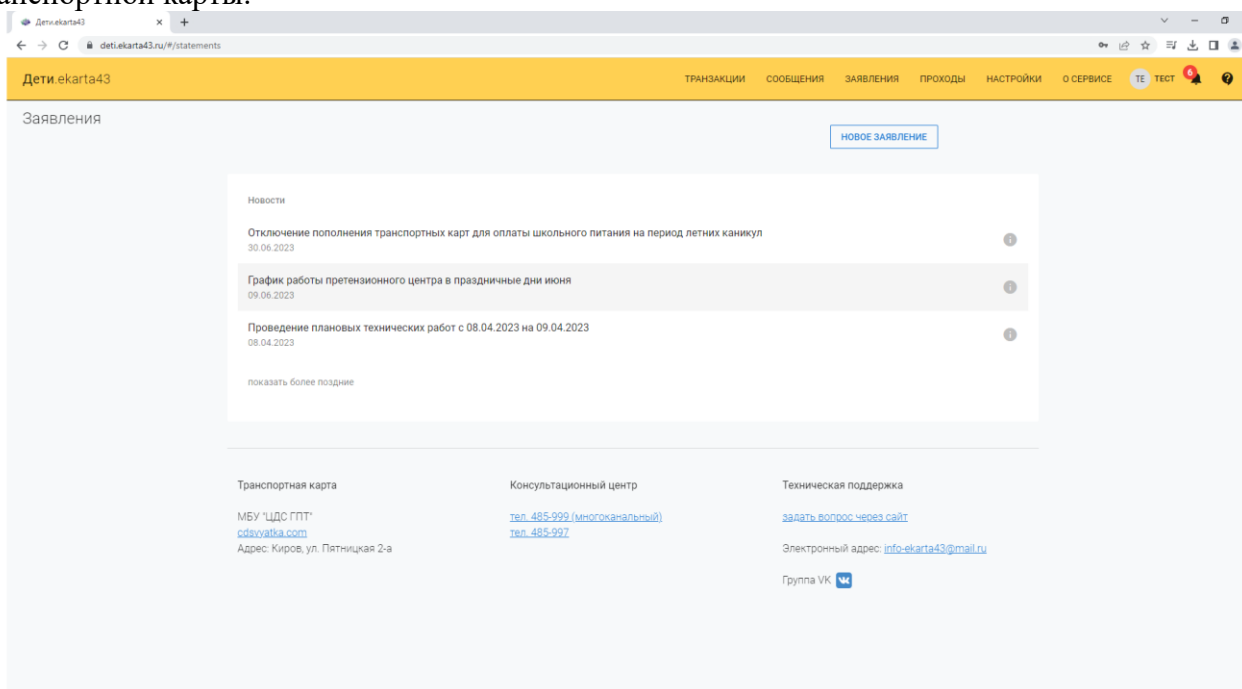 анспортной карты.
Дети.ekarta43
deti.ekarta43.ru/#/statements
Дети.ekarta43
ТРАНЗАКЦИИ СООБЩЕНИЯ ЗАЯВЛЕНИЯ ПРОХОДЫ НАСТРОЙКИ О СЕРВИСЕ ТЕ ТЕСТ 6
Заявления
НОВОЕ ЗАЯВЛЕНИЕ
Новости
Отключение пополнения транспортных карт для оплаты школьного питания на период летних каникул
30.06.2023
График работы претензионного центра в праздничные дни июня
09.06.2023
Проведение плановых технических работ с 08.04.2023 на 09.04.2023
08.04.2023
показать более поздние
Транспортная карта
МБУ "ЦДС ГПТ"
cdsvyatka.com
Адрес: Киров, ул. Пятницкая 2-а
Консультационный центр
тел. 485-999 (многоканальный)
тел. 485-997
Техническая поддержка
задать вопрос через сайт
Электронный адрес: info-ekarta43@mail.ru
Группа VK